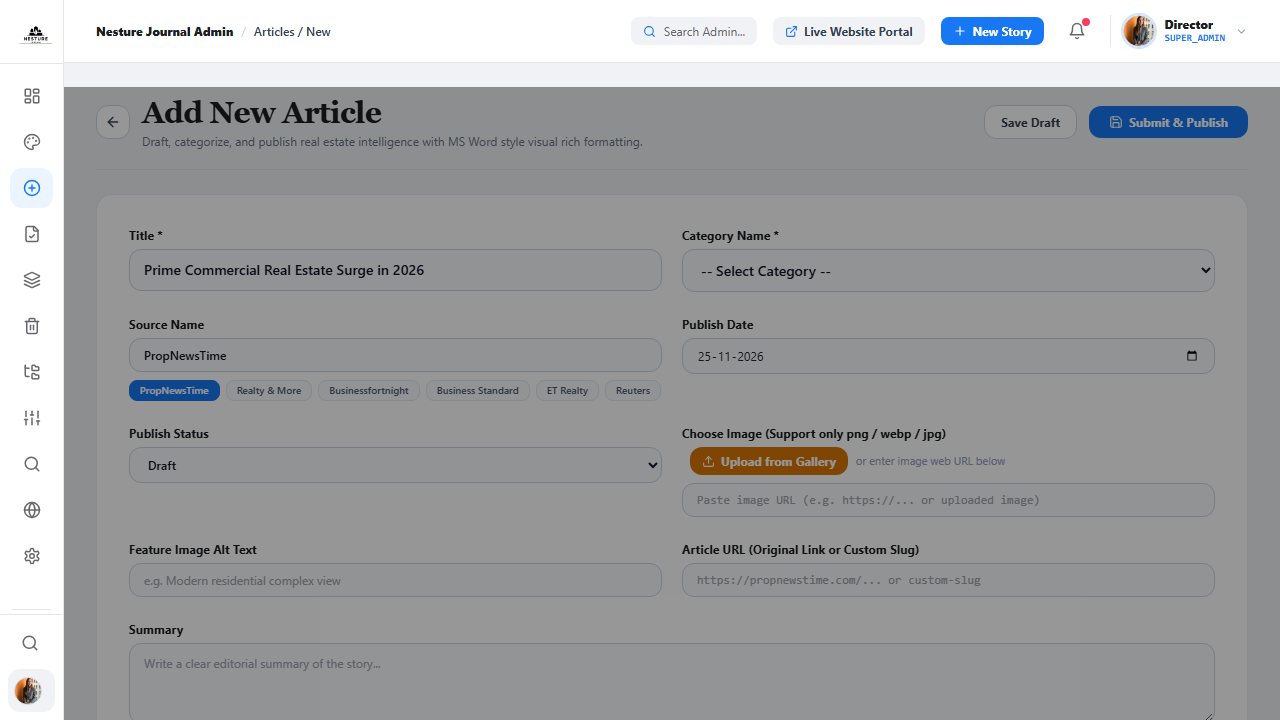 NESTURE
Nesture Journal Admin / Articles / New
Search Admin...
Live Website Portal
+ New Story
Director
SUPER_ADMIN
Add New Article
Draft, categorize, and publish real estate intelligence with MS Word style visual rich formatting.
Save Draft
Submit & Publish
Title *
Prime Commercial Real Estate Surge in 2026
Category Name *
-- Select Category --
Source Name
PropNewsTime
PropNewsTime
Realty & More
Businessfortnight
Business Standard
ET Realty
Reuters
Publish Date
25-11-2026
Publish Status
Draft
Choose Image (Support only png / webp / jpg)
Upload from Gallery
or enter image web URL below
Paste image URL (e.g. https://... or uploaded image)
Feature Image Alt Text
e.g. Modern residential complex view
Article URL (Original Link or Custom Slug)
https://propnewstime.com/... or custom-slug
Summary
Write a clear editorial summary of the story...